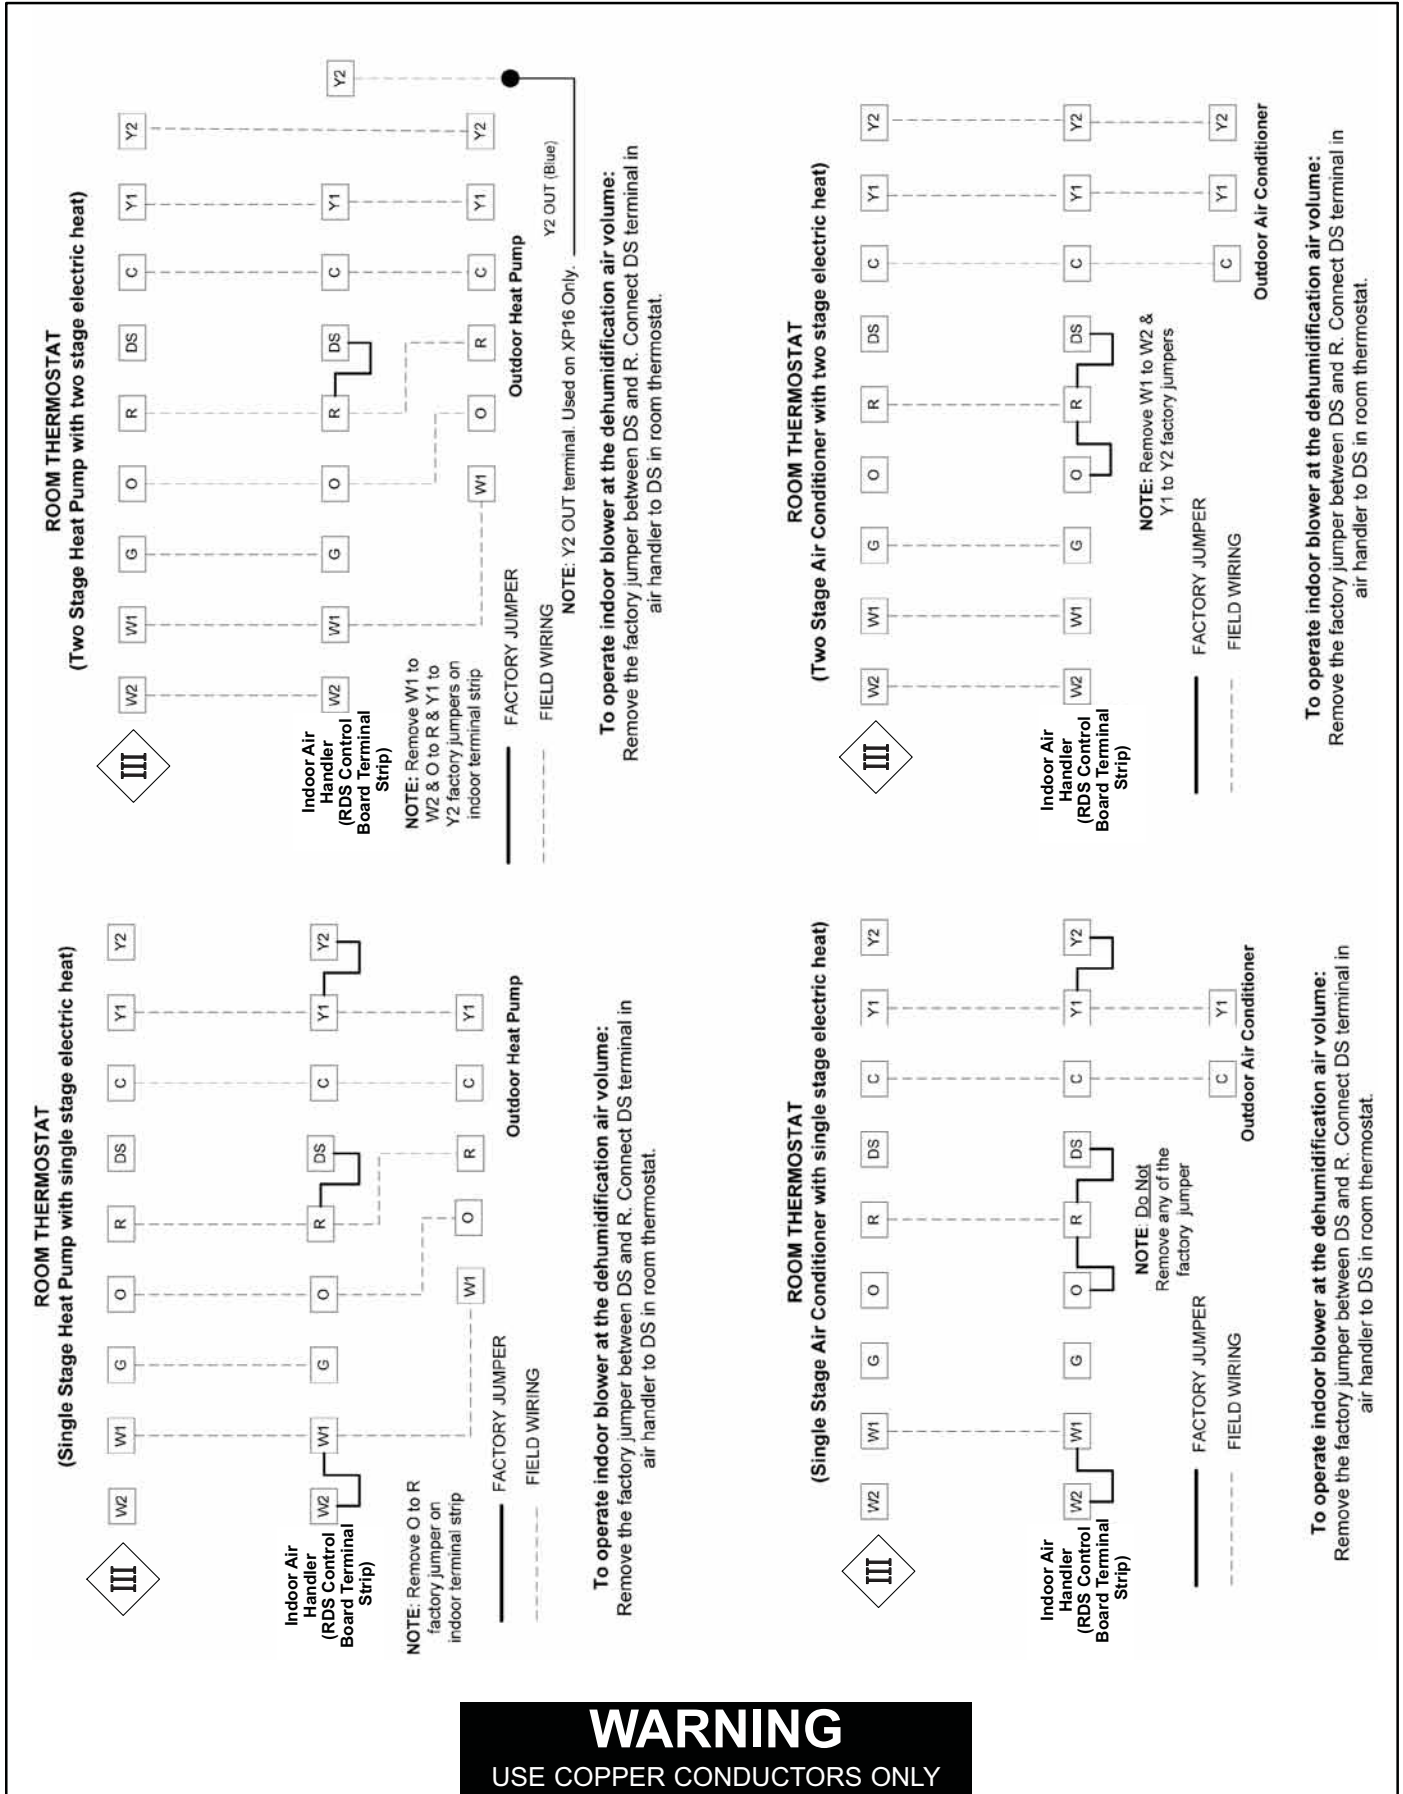 ROOM THERMOSTAT
(Single Stage Heat Pump with single stage electric heat)
III
W2 W1 G O R DS C Y1 Y2
Indoor Air
Handler
(RDS Control
Board Terminal
Strip)
W2 W1 G O R DS C Y1 Y2
NOTE: Remove O to R
factory jumper on
indoor terminal strip
W1 O R C Y1
Outdoor Heat Pump
FACTORY JUMPER
FIELD WIRING
To operate indoor blower at the dehumidification air volume:
Remove the factory jumper between DS and R. Connect DS terminal in
air handler to DS in room thermostat.
ROOM THERMOSTAT
(Two Stage Heat Pump with two stage electric heat)
III
W2 W1 G O R DS C Y1 Y2
Indoor Air
Handler
(RDS Control
Board Terminal
Strip)
W2 W1 G O R DS C Y1 Y2
NOTE: Remove W1 to
W2 & O to R & Y1 to
Y2 factory jumpers on
indoor terminal strip
W1 O R C Y1 Y2
Outdoor Heat Pump
FACTORY JUMPER
FIELD WIRING
Y2 OUT (Blue)
NOTE: Y2 OUT terminal. Used on XP16 Only.
To operate indoor blower at the dehumidification air volume:
Remove the factory jumper between DS and R. Connect DS terminal in
air handler to DS in room thermostat.
ROOM THERMOSTAT
(Single Stage Air Conditioner with single stage electric heat)
III
W2 W1 G O R DS C Y1 Y2
Indoor Air
Handler
(RDS Control
Board Terminal
Strip)
W2 W1 G O R DS C Y1 Y2
NOTE: Do Not
Remove any of the
factory jumper
C Y1
Outdoor Air Conditioner
FACTORY JUMPER
FIELD WIRING
To operate indoor blower at the dehumidification air volume:
Remove the factory jumper between DS and R. Connect DS terminal in
air handler to DS in room thermostat.
ROOM THERMOSTAT
(Two Stage Air Conditioner with two stage electric heat)
III
W2 W1 G O R DS C Y1 Y2
Indoor Air
Handler
(RDS Control
Board Terminal
Strip)
W2 W1 G O R DS C Y1 Y2
NOTE: Remove W1 to W2 &
Y1 to Y2 factory jumpers
C Y1 Y2
Outdoor Air Conditioner
FACTORY JUMPER
FIELD WIRING
To operate indoor blower at the dehumidification air volume:
Remove the factory jumper between DS and R. Connect DS terminal in
air handler to DS in room thermostat.
WARNING
USE COPPER CONDUCTORS ONLY